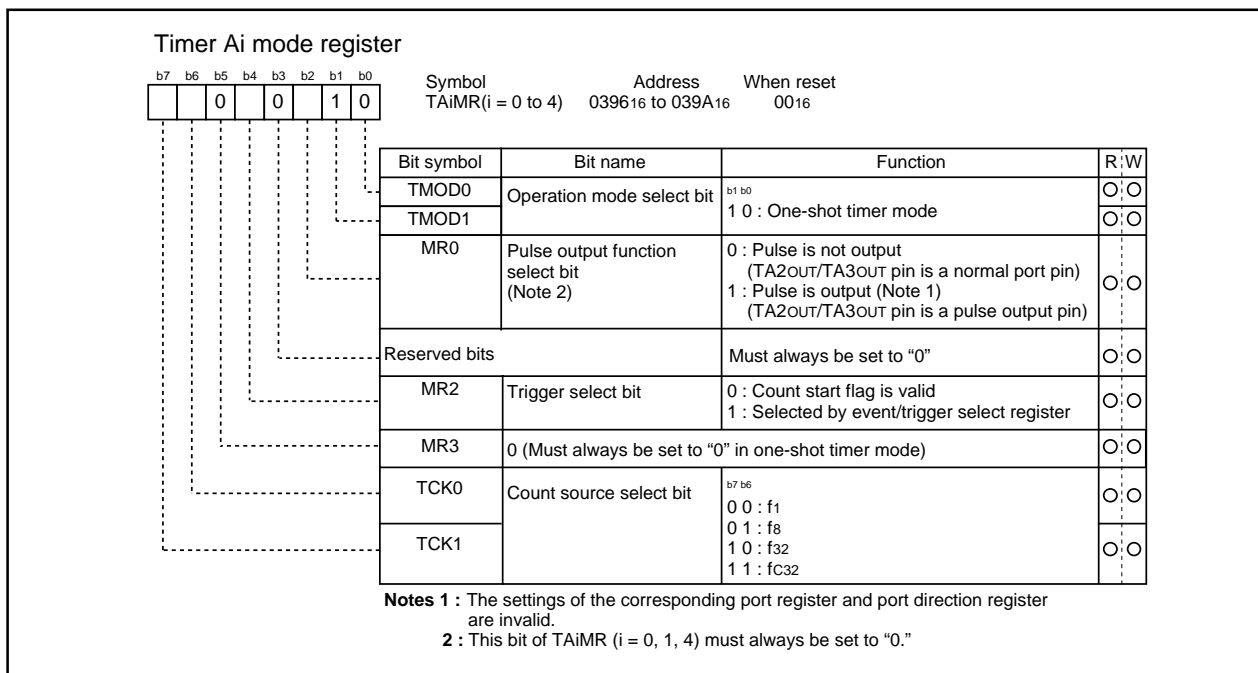 Timer Ai mode register
b7 b6 b5 b4 b3 b2 b1 b0
0 0 1 0
Symbol Address When reset
TAiMR(i = 0 to 4) 039616 to 039A16 0016
Bit symbol Bit name Function R W
TMOD0 Operation mode select bit b1 b0
1 0 : One-shot timer mode
TMOD1
MR0 Pulse output function select bit (Note 2)
0 : Pulse is not output
(TA2OUT/TA3OUT pin is a normal port pin)
1 : Pulse is output (Note 1)
(TA2OUT/TA3OUT pin is a pulse output pin)
Reserved bits Must always be set to “0”
MR2 Trigger select bit 0 : Count start flag is valid
1 : Selected by event/trigger select register
MR3 0 (Must always be set to “0” in one-shot timer mode)
TCK0 Count source select bit b7 b6
0 0 : f1
0 1 : f8
TCK1 1 0 : f32
1 1 : fC32
Notes 1 : The settings of the corresponding port register and port direction register
are invalid.
2 : This bit of TAiMR (i = 0, 1, 4) must always be set to “0.”